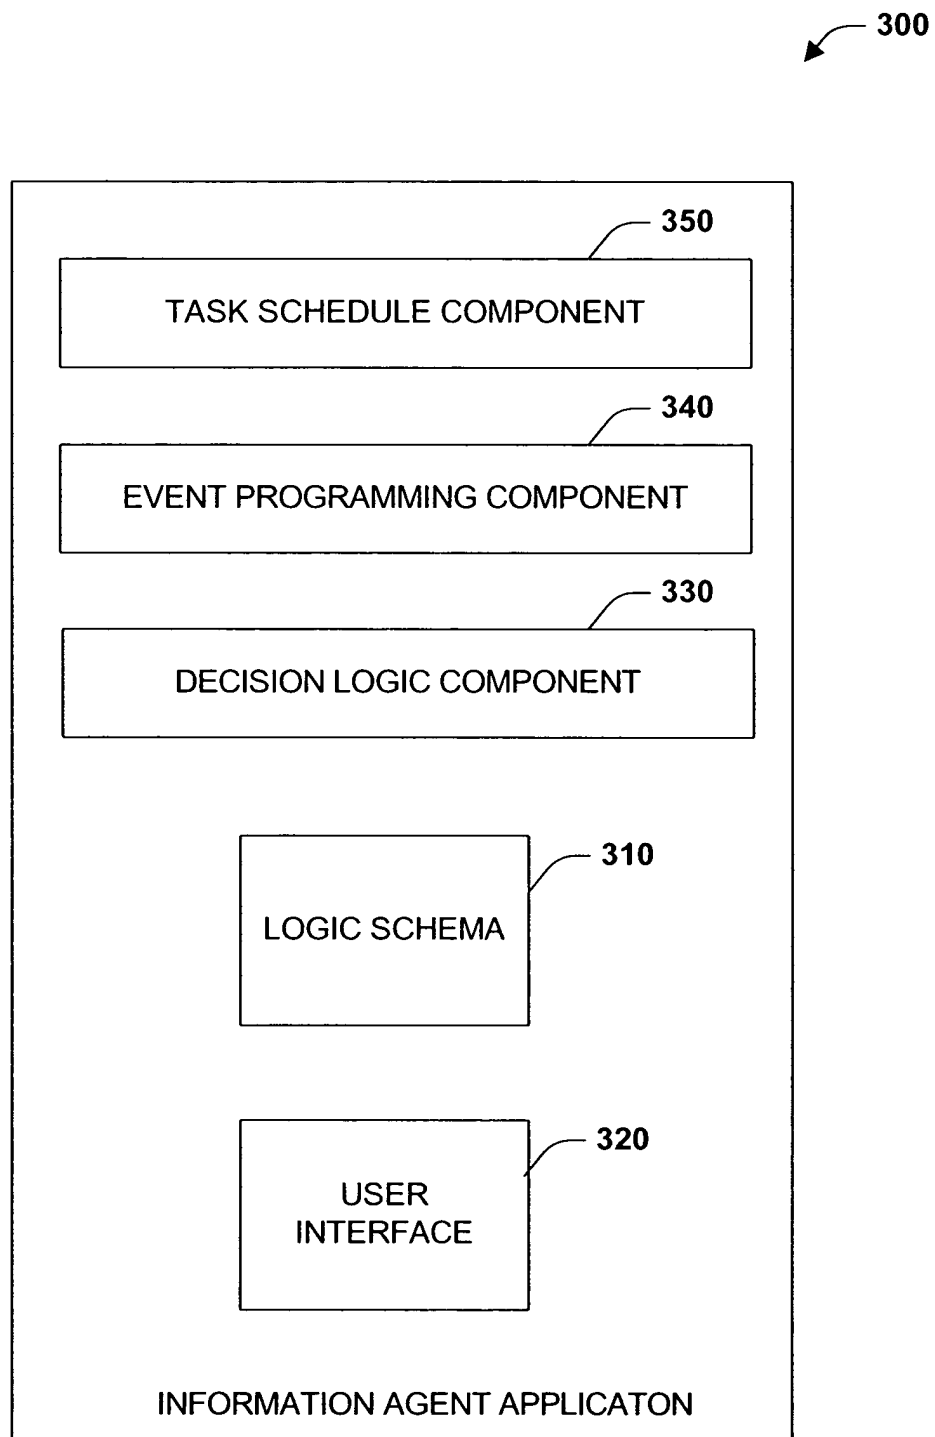 300
350
TASK SCHEDULE COMPONENT
340
EVENT PROGRAMMING COMPONENT
330
DECISION LOGIC COMPONENT
310
LOGIC SCHEMA
320
USER
INTERFACE
INFORMATION AGENT APPLICATON